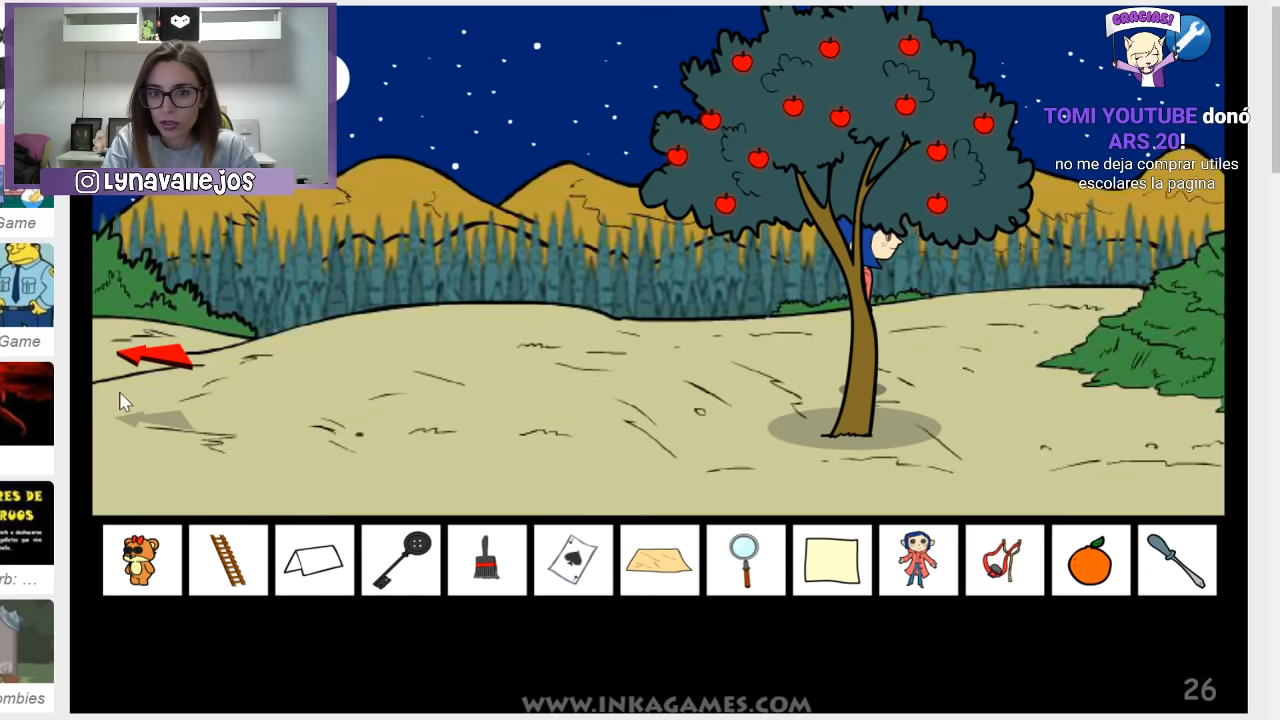 GRACIAS!
LYNAVALLEJOS
TOMI YOUTUBE donó
ARS 20!
no me deja comprar utiles
escolares la pagina
Game
Game
RES DE
RUGOS
rb: ...
ombies
26
WWW.INKAGAMES.COM